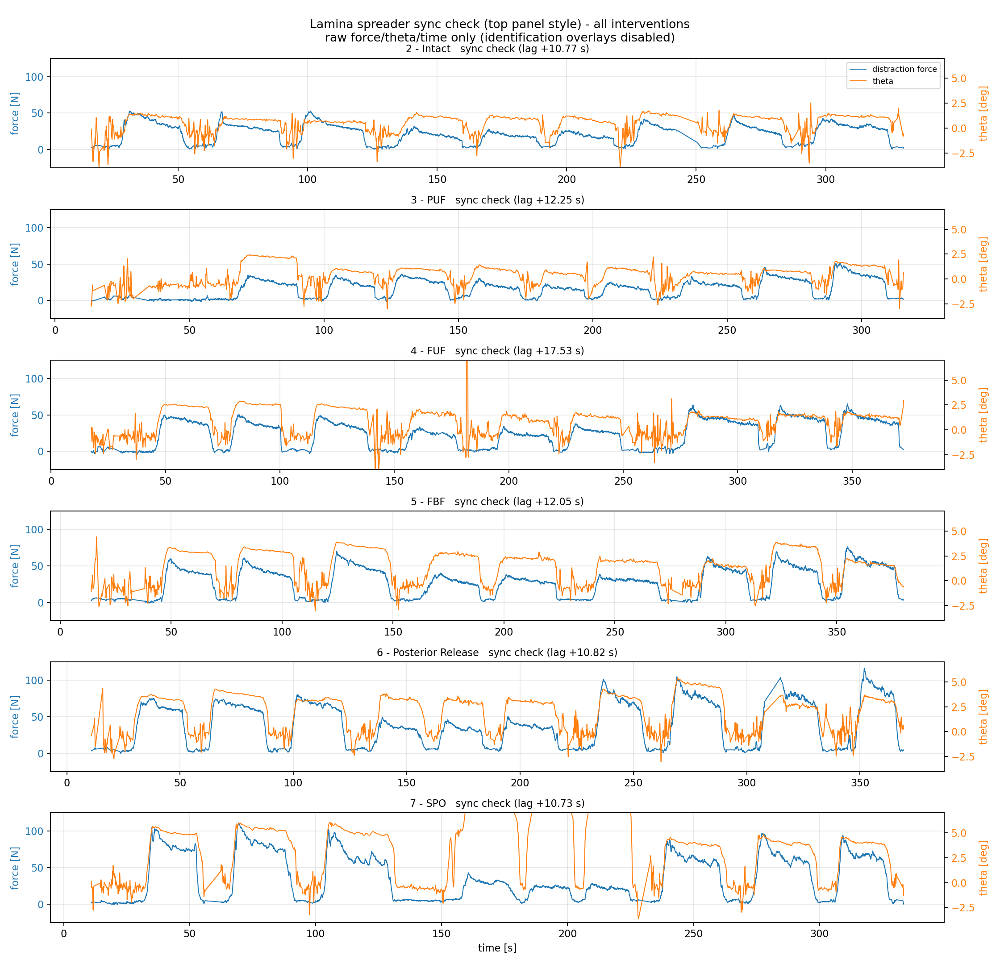 Lamina spreader sync check (top panel style) - all interventions
raw force/theta/time only (identification overlays disabled)
2 - Intact   sync check (lag +10.77 s)
distraction force
theta
force [N]
theta [deg]
100
50
0
5.0
2.5
0.0
−2.5
50 100 150 200 250 300
3 - PUF   sync check (lag +12.25 s)
force [N]
theta [deg]
100
50
0
5.0
2.5
0.0
−2.5
0 50 100 150 200 250 300
4 - FUF   sync check (lag +17.53 s)
force [N]
theta [deg]
100
50
0
5.0
2.5
0.0
−2.5
0 50 100 150 200 250 300 350
5 - FBF   sync check (lag +12.05 s)
force [N]
theta [deg]
100
50
0
5.0
2.5
0.0
−2.5
0 50 100 150 200 250 300 350
6 - Posterior Release   sync check (lag +10.82 s)
force [N]
theta [deg]
100
50
0
5.0
2.5
0.0
−2.5
0 50 100 150 200 250 300 350
7 - SPO   sync check (lag +10.73 s)
force [N]
theta [deg]
100
50
0
5.0
2.5
0.0
−2.5
0 50 100 150 200 250 300
time [s]